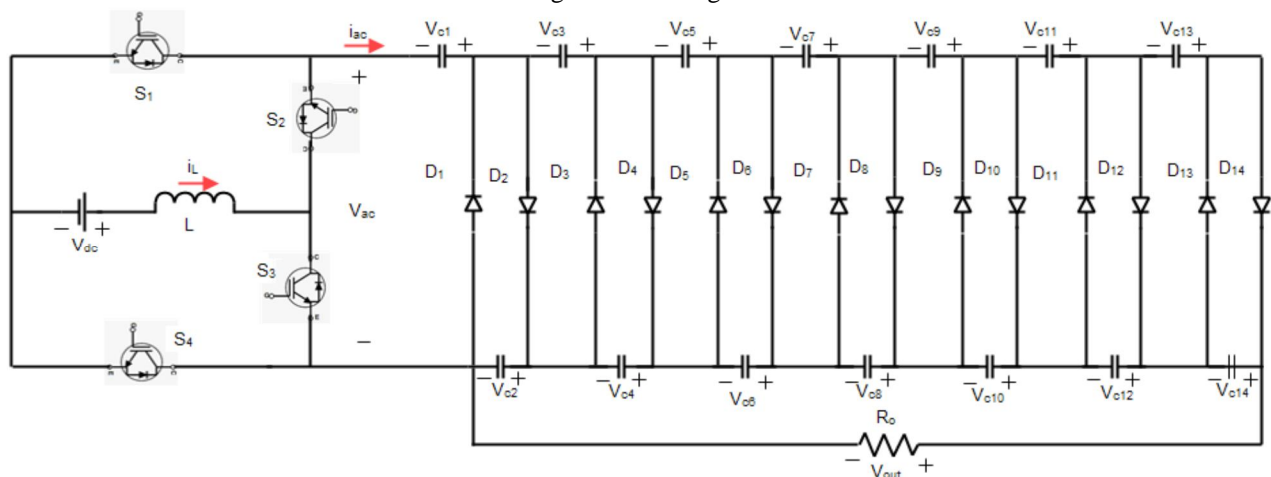 iac Vc1 Vc3 Vc5 Vc7 Vc9 Vc11 Vc13
− + − + − + − + − + − + − +
S1
+
S2
iL
D1 D2 D3 D4 D5 D6 D7 D8 D9 D10 D11 D12 D13 D14
Vac
− + L
Vdc
S3
S4
−
− + − + − + − + − + − + − +
Vc2 Vc4 Vc6 Vc8 Vc10 Vc12 Vc14
Ro
− +
Vout